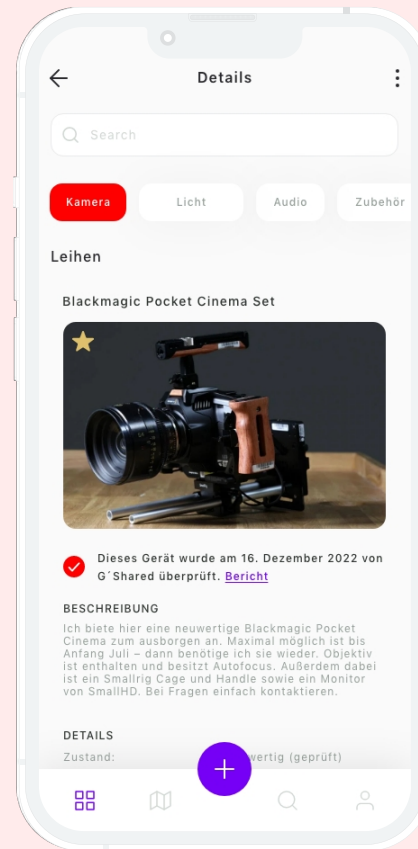 Details
Search
Kamera
Licht
Audio
Zubehör
Leihen
Blackmagic Pocket Cinema Set
Dieses Gerät wurde am 16. Dezember 2022 von
G´Shared überprüft. Bericht
BESCHREIBUNG
Ich biete hier eine neuwertige Blackmagic Pocket
Cinema zum ausborgen an. Maximal möglich ist bis
Anfang Juli – dann benötige ich sie wieder. Objektiv
ist enthalten und besitzt Autofocus. Außerdem dabei
ist ein Smallrig Cage und Handle sowie ein Monitor
von SmallHD. Bei Fragen einfach kontaktieren.
DETAILS
Zustand: (geprüft)